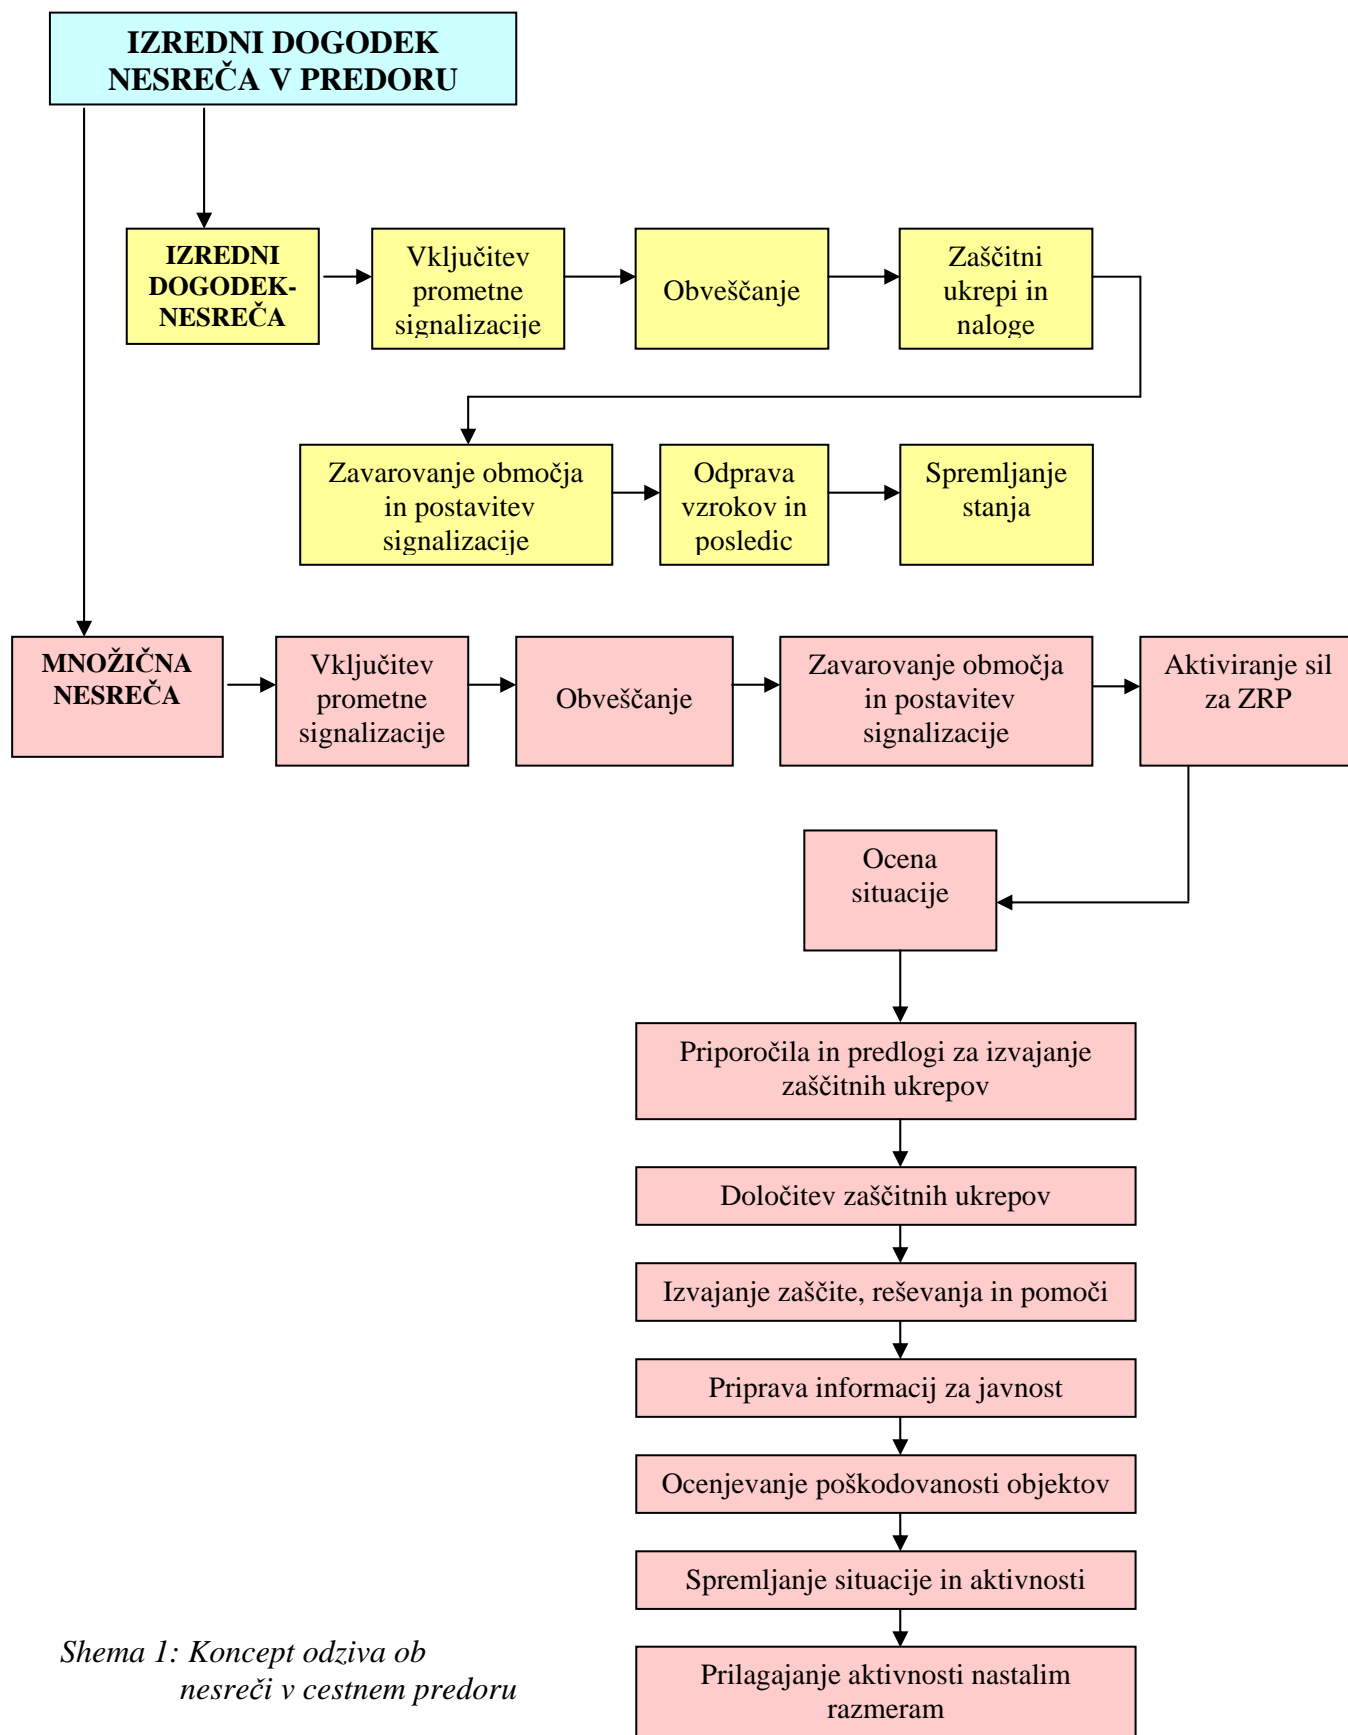 IZREDNI DOGODEK
NESREČA V PREDORU
IZREDNI
DOGODEK-
NESREČA
Vključitev
prometne
signalizacije
Obveščanje
Zaščitni
ukrepi in
naloge
Zavarovanje območja
in postavitev
signalizacije
Odprava
vzrokov in
posledic
Spremljanje
stanja
MNOŽIČNA
NESREČA
Vključitev
prometne
signalizacije
Obveščanje
Zavarovanje območja
in postavitev
signalizacije
Aktiviranje sil
za ZRP
Ocena
situacije
Priporočila in predlogi za izvajanje
zaščitnih ukrepov
Določitev zaščitnih ukrepov
Izvajanje zaščite, reševanja in pomoči
Priprava informacij za javnost
Ocenjevanje poškodovanosti objektov
Spremljanje situacije in aktivnosti
Prilagajanje aktivnosti nastalim
razmeram
Shema 1: Koncept odziva ob
nesreči v cestnem predoru